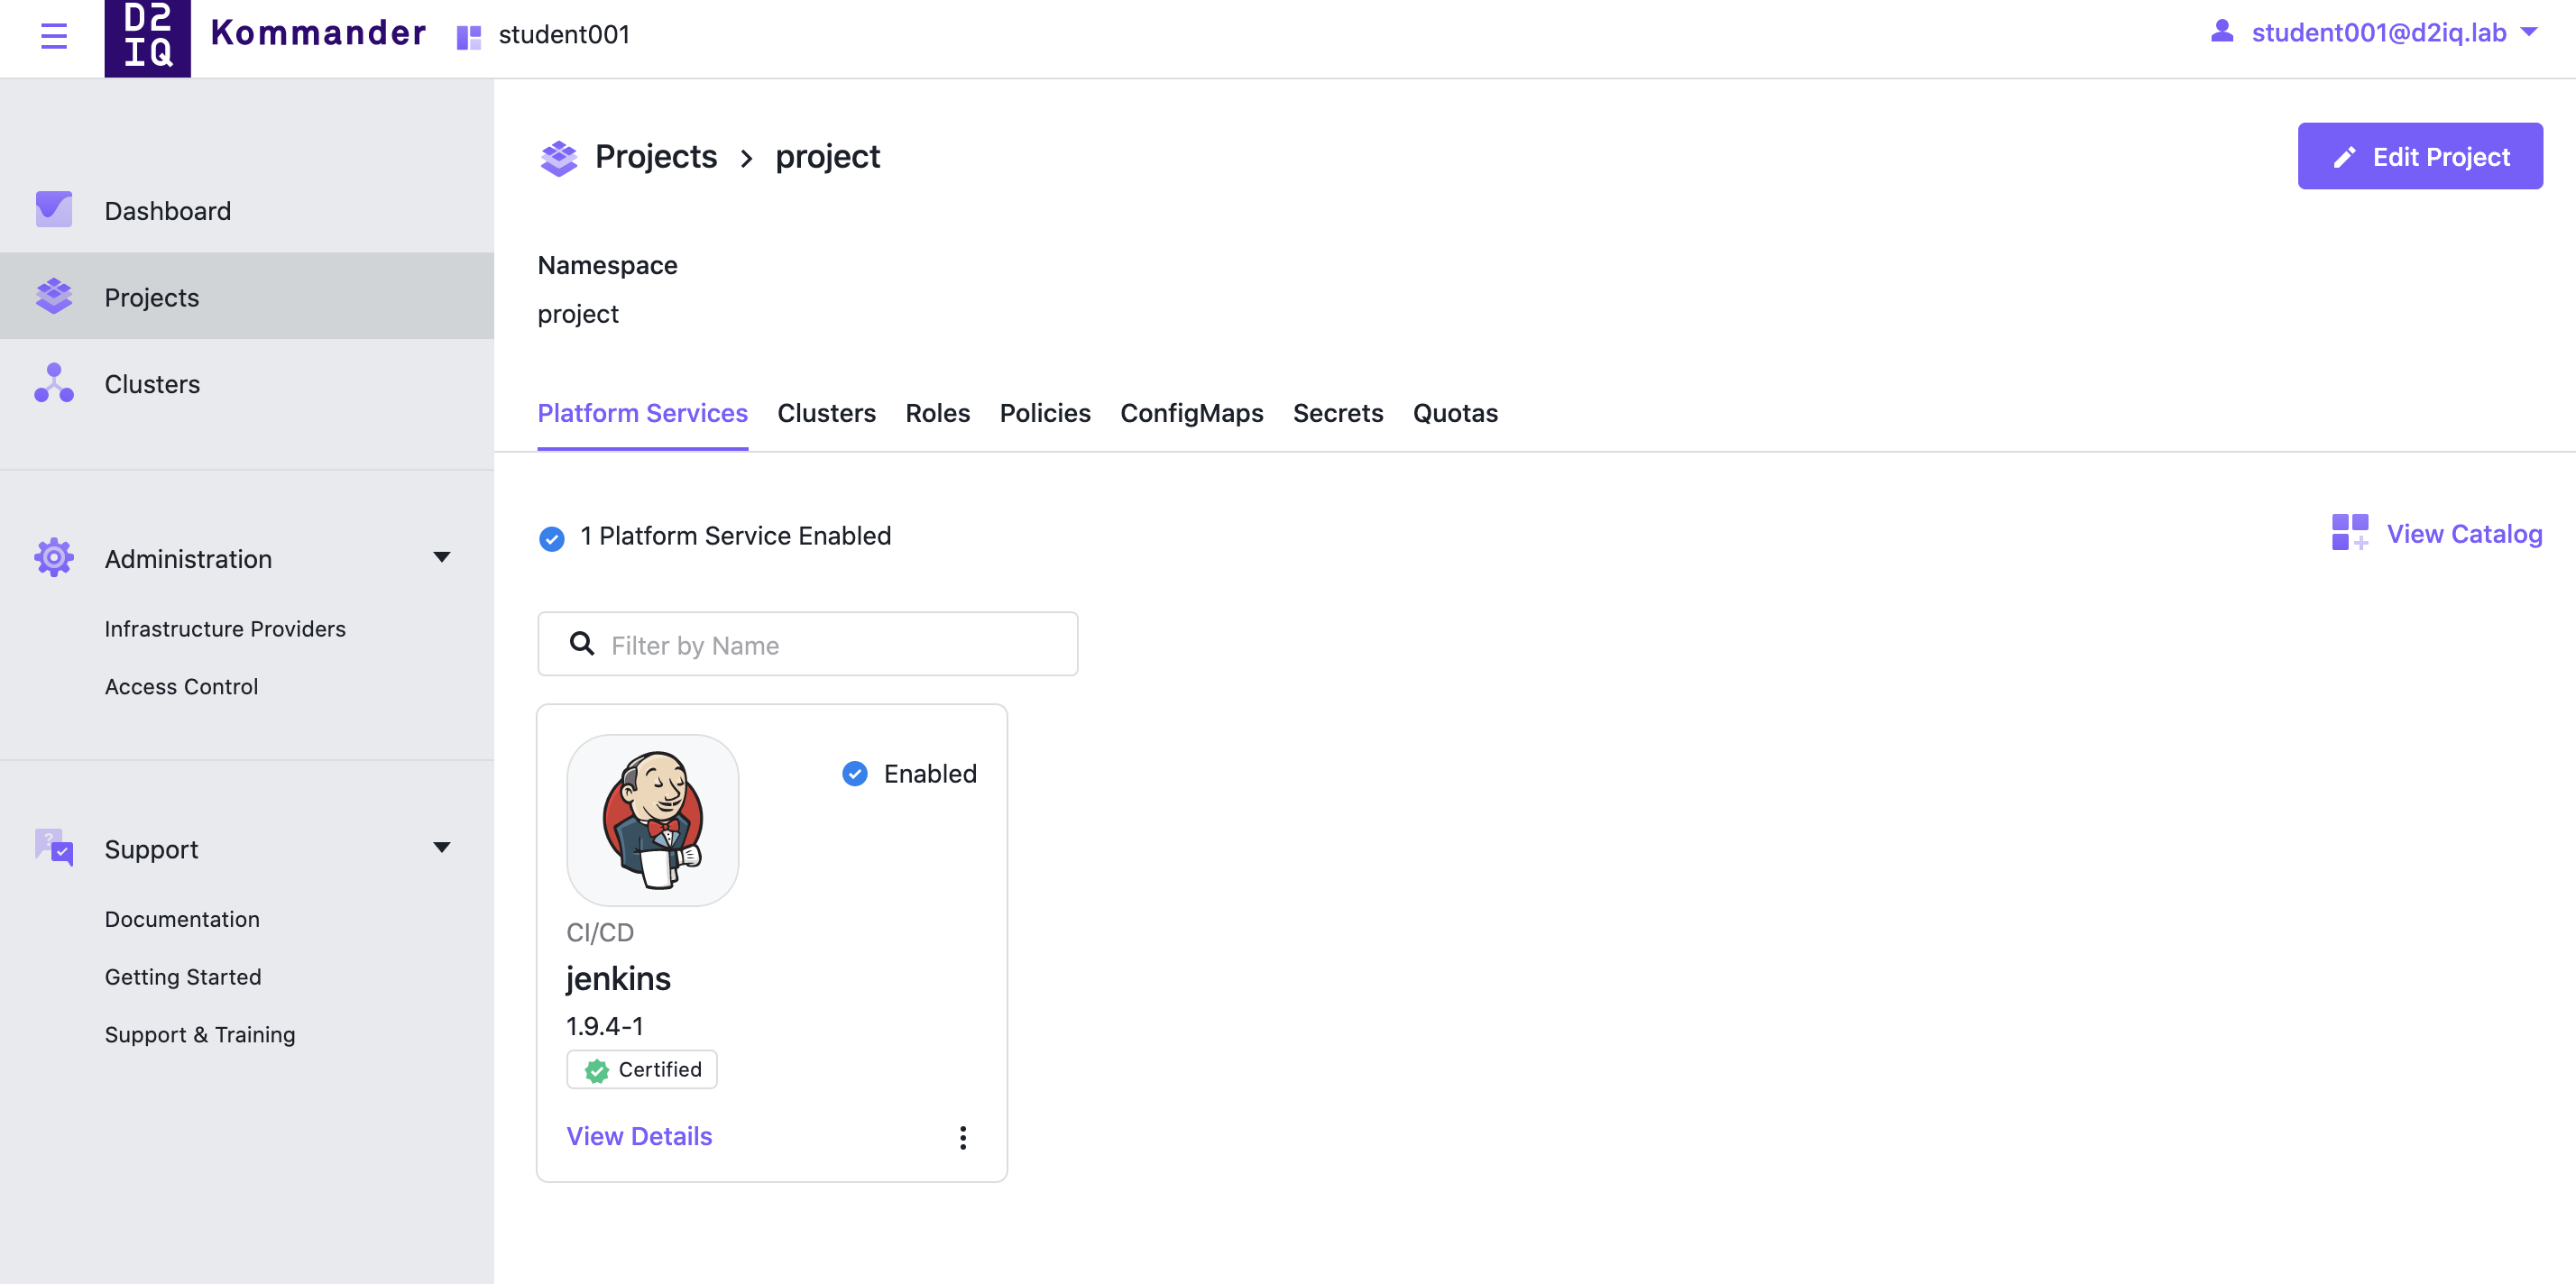 D2
IQ
Kommander
student001
student001@d2iq.lab
Dashboard
Projects
Clusters
Administration
Infrastructure Providers
Access Control
Support
Documentation
Getting Started
Support & Training
Projects > project
Edit Project
Namespace
project
Platform Services Clusters Roles Policies ConfigMaps Secrets Quotas
1 Platform Service Enabled
View Catalog
Filter by Name
Enabled
CI/CD
jenkins
1.9.4-1
Certified
View Details